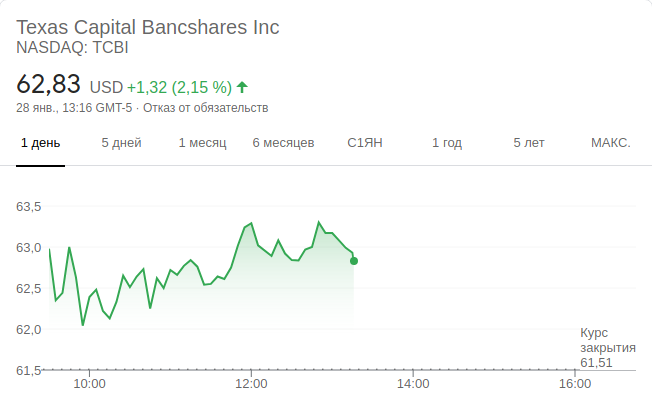 Texas Capital Bancshares Inc
NASDAQ: TCBI
62,83 USD +1,32 (2,15 %)
28 янв., 13:16 GMT-5 · Отказ от обязательств
1 день 5 дней 1 месяц 6 месяцев С1ЯН 1 год 5 лет МАКС.
63,5
63,0
62,5
62,0
Курс
закрытия
61,51
61,5
10:00 12:00 14:00 16:00